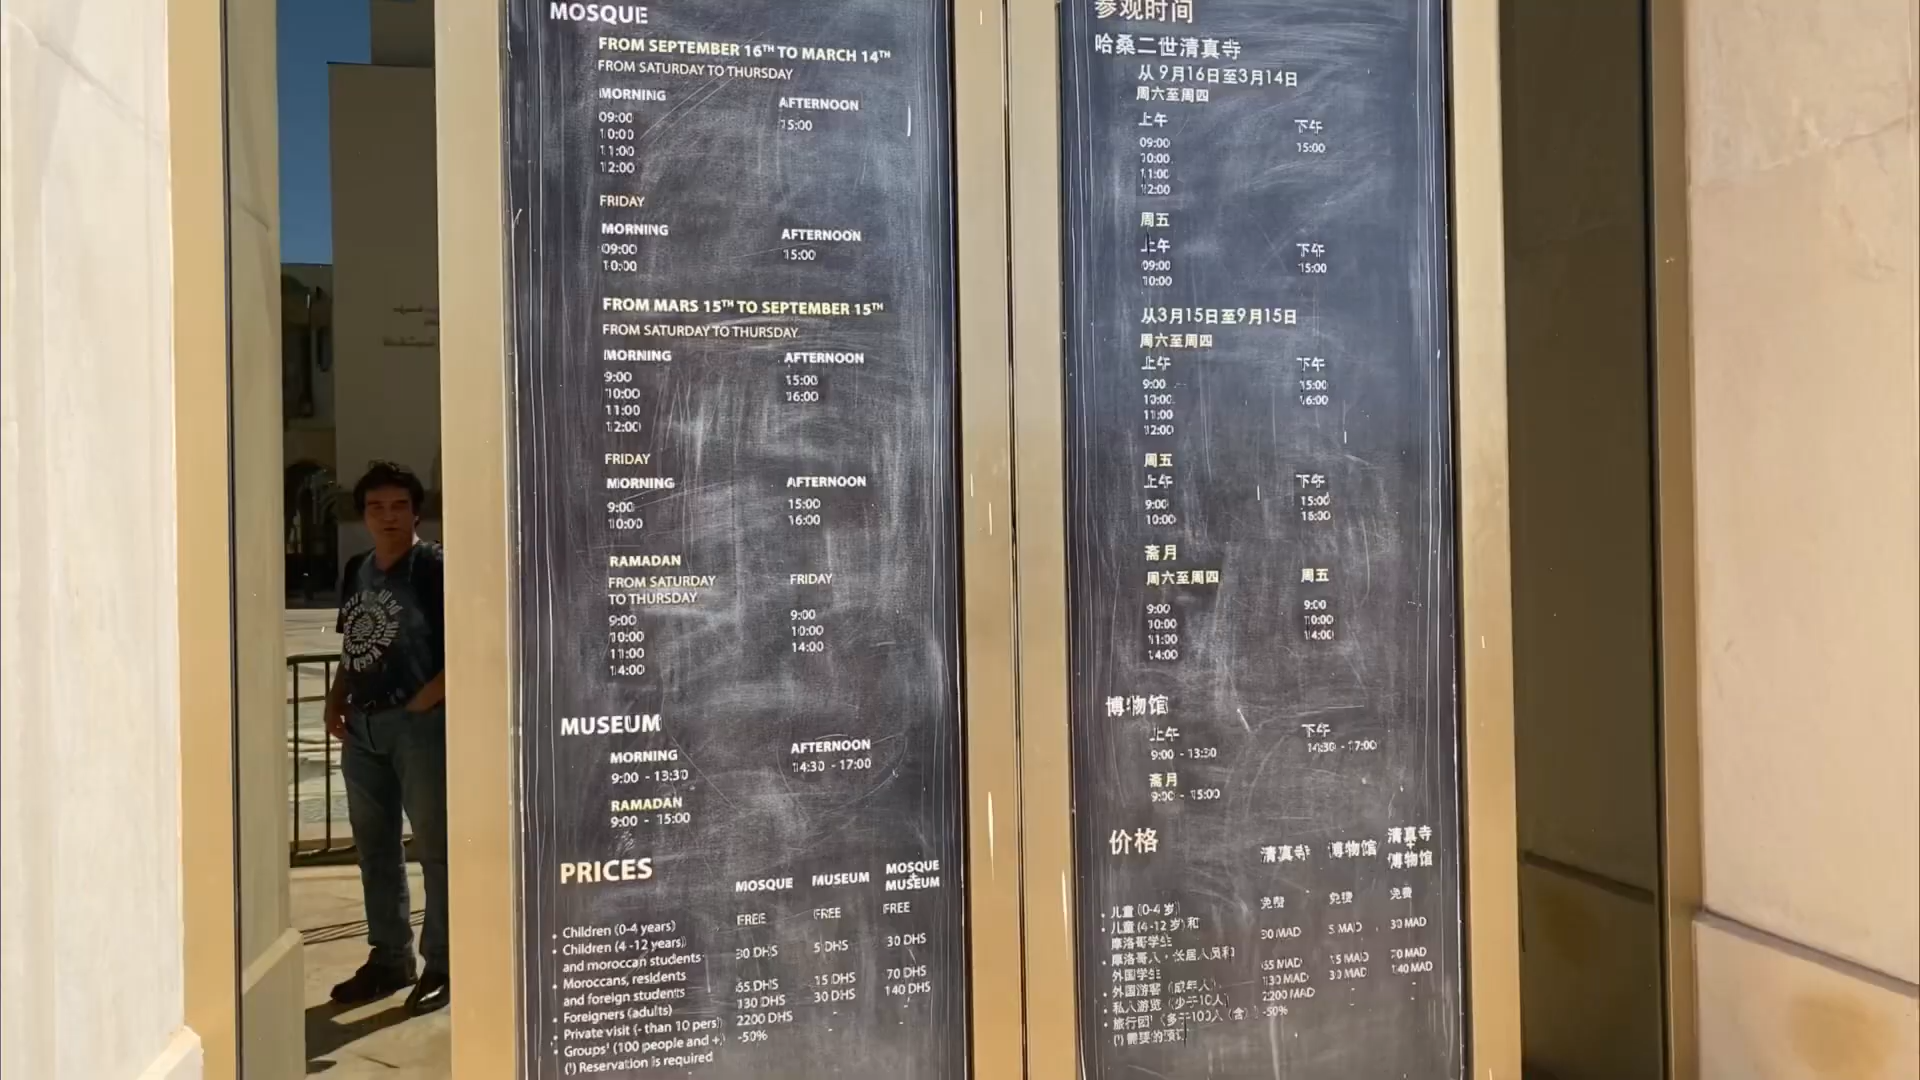 MOSQUE
FROM SEPTEMBER 16TH TO MARCH 14TH
FROM SATURDAY TO THURSDAY
MORNING AFTERNOON
09:00 15:00
10:00
11:00
12:00
FRIDAY
MORNING AFTERNOON
09:00 15:00
10:00
FROM MARS 15TH TO SEPTEMBER 15TH
FROM SATURDAY TO THURSDAY
MORNING AFTERNOON
9:00 15:00
10:00 16:00
11:00
12:00
FRIDAY
MORNING AFTERNOON
9:00 15:00
10:00 16:00
RAMADAN
FROM SATURDAY FRIDAY
TO THURSDAY
9:00 9:00
10:00 10:00
11:00 14:00
14:00
MUSEUM
MORNING AFTERNOON
9:00 - 13:30 14:30 - 17:00
RAMADAN
9:00 - 15:00
PRICES
MOSQUE MUSEUM MOSQUE + MUSEUM
• Children (0-4 years) FREE FREE FREE
• Children (4 -12 years) 30 DHS 5 DHS 30 DHS
and moroccan students
• Moroccans, residents 65 DHS 15 DHS 70 DHS
and foreign students
• Foreigners (adults) 130 DHS 30 DHS 140 DHS
• Private visit (- than 10 pers) 2200 DHS - -
• Groups¹ (100 people and +) -50%
(¹) Reservation is required
参观时间
哈桑二世清真寺
从 9月16日至3月14日
周六至周四
上午 下午
09:00 15:00
10:00
11:00
12:00
周五
上午 下午
09:00 15:00
10:00
从3月15日至9月15日
周六至周四
上午 下午
9:00 15:00
10:00 16:00
11:00
12:00
周五
上午 下午
9:00 15:00
10:00 16:00
斋月
周六至周四 周五
9:00 9:00
10:00 10:00
11:00 14:00
14:00
博物馆
上午 下午
9:00 - 13:30 14:30 - 17:00
斋月
9:00 - 15:00
价格
清真寺 博物馆 清真寺 + 博物馆
• 儿童 (0-4 岁) 免费 免费 免费
• 儿童 (4 -12 岁) 和 30 MAD 5 MAD 30 MAD
摩洛哥学生
• 摩洛哥人，长居人员和 65 MAD 15 MAD 70 MAD
外国学生
• 外国游客（成年人） 130 MAD 30 MAD 140 MAD
• 私人游览（少于10人） 2200 MAD - -
• 旅行团¹（多于100人（含） -50%
(¹) 需要的预订